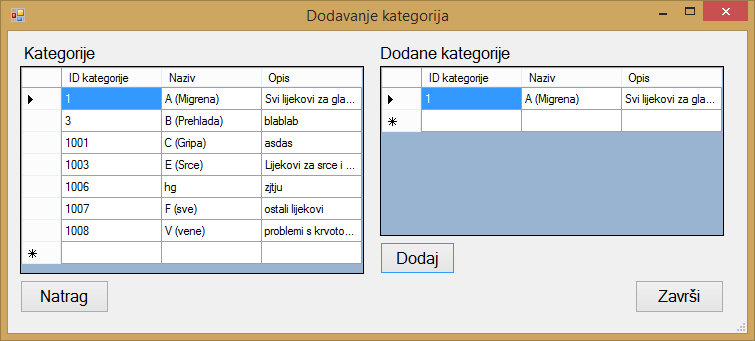 Dodavanje kategorija
Kategorije
ID kategorije Naziv Opis
1 A (Migrena) Svi lijekovi za gla...
3 B (Prehlada) blablab
1001 C (Gripa) asdas
1003 E (Srce) Lijekovi za srce i ...
1006 hg zjtju
1007 F (sve) ostali lijekovi
1008 V (vene) problemi s krvoto...
Natrag
Dodane kategorije
ID kategorije Naziv Opis
1 A (Migrena) Svi lijekovi za gla...
Dodaj
Završi